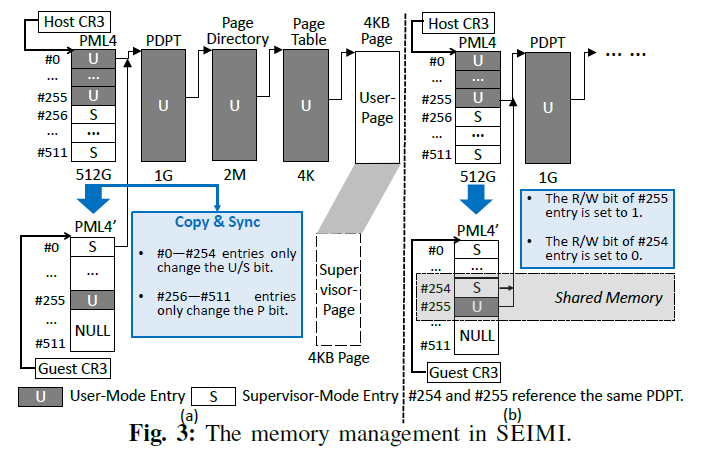 Host CR3
PML4
PDPT
Page Directory
Page Table
4KB Page
#0
U
...
...
#255
U
#256
S
...
...
#511
S
U
U
U
User-Page
512G
1G
2M
4K
Copy & Sync
• #0—#254 entries only change the U/S bit.
• #256—#511 entries only change the P bit.
PML4'
#0
S
...
...
#255
U
...
NULL
#511
Guest CR3
Super visor-Page
4KB Page
Host CR3
PML4
PDPT
... ...
#0
U
...
...
#255
U
#256
S
...
...
#511
S
U
512G
1G
• The R/W bit of #255 entry is set to 1.
• The R/W bit of #254 entry is set to 0.
PML4'
#0
S
...
...
#254
S
#255
U
Shared Memory
...
NULL
#511
Guest CR3
U User-Mode Entry S Supervisor-Mode Entry #254 and #255 reference the same PDPT.
(a)
(b)
Fig. 3: The memory management in SEIMI.